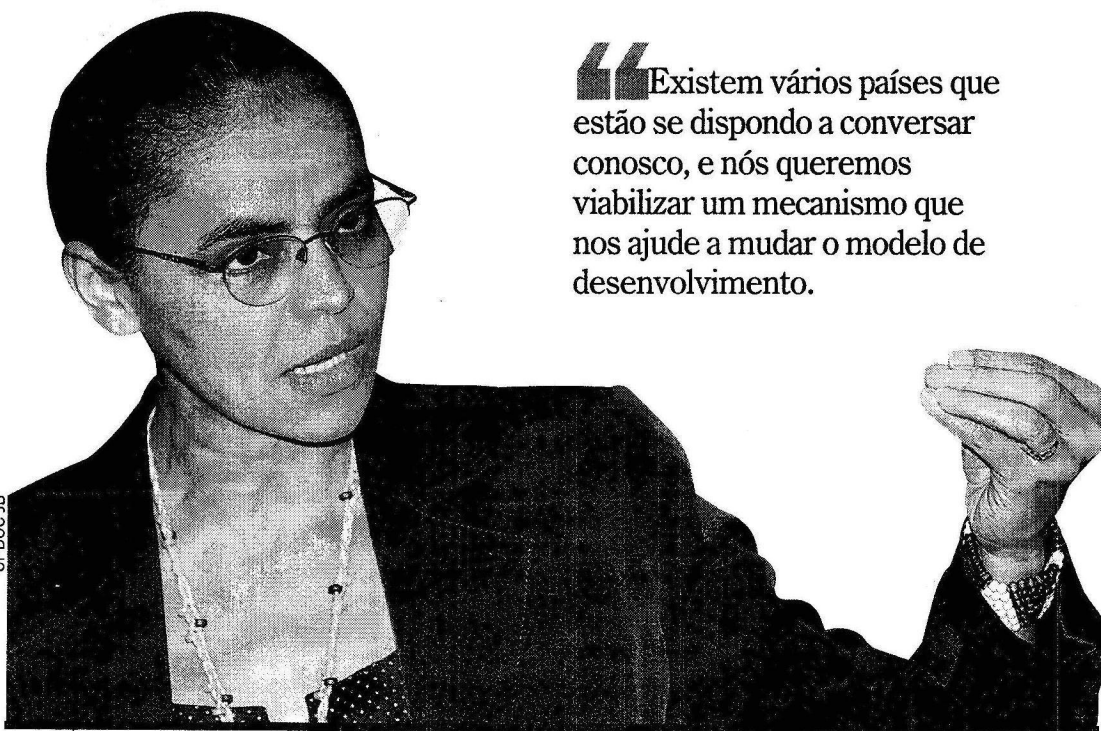 “Existem vários países que
estão se dispondo a conversar
conosco, e nós queremos
viabilizar um mecanismo que
nos ajude a mudar o modelo de
desenvolvimento.